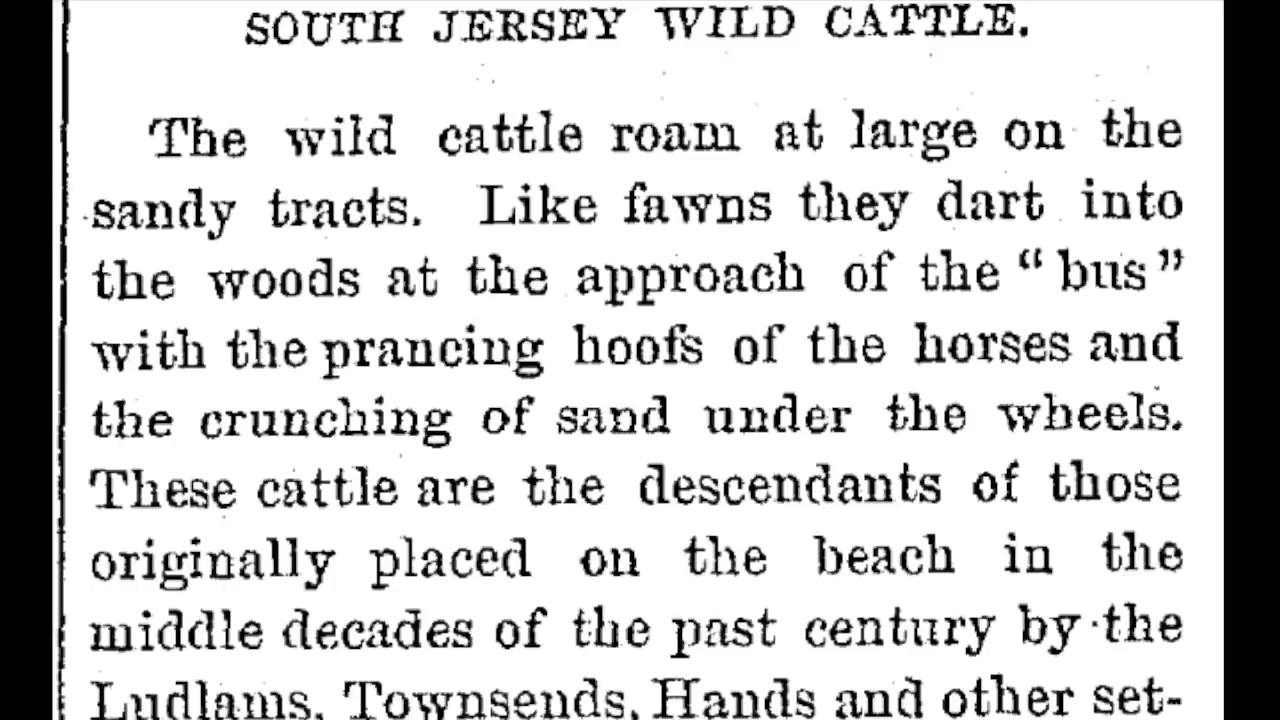 SOUTH JERSEY WILD CATTLE.
The wild cattle roam at large on the
sandy tracts. Like fawns they dart into
the woods at the approach of the “bus”
with the prancing hoofs of the horses and
the crunching of sand under the wheels.
These cattle are the descendants of those
originally placed on the beach in the
middle decades of the past century by the
Ludlams, Townsends, Hands and other set-